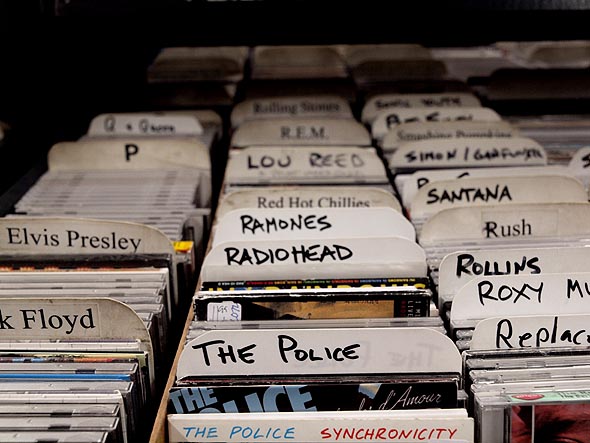 Q & Queen
P
Elvis Presley
k Floyd
Rolling Stones
R.E.M.
LOU REED
Red Hot Chillies
RAMONES
RADIOHEAD
THE POLICE
THE
d'Amour
THE POLICE SYNCHRONICITY
SONIC YOUTH
Smashing Pumpkins
SIMON/GARFUNKEL
SANTANA
Rush
ROLLINS
ROXY MU
Replac